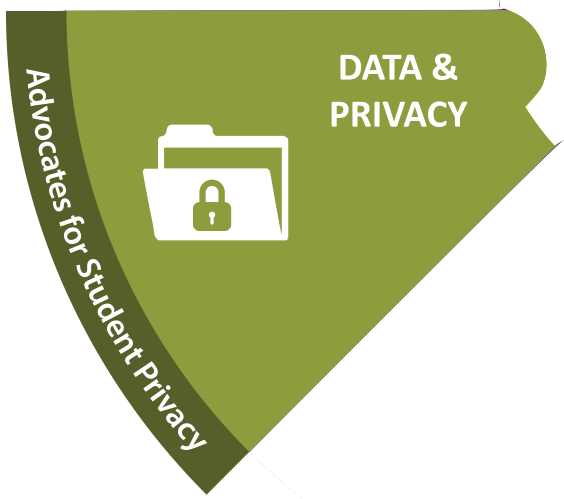 DATA &
PRIVACY
Advocates for Student Privacy